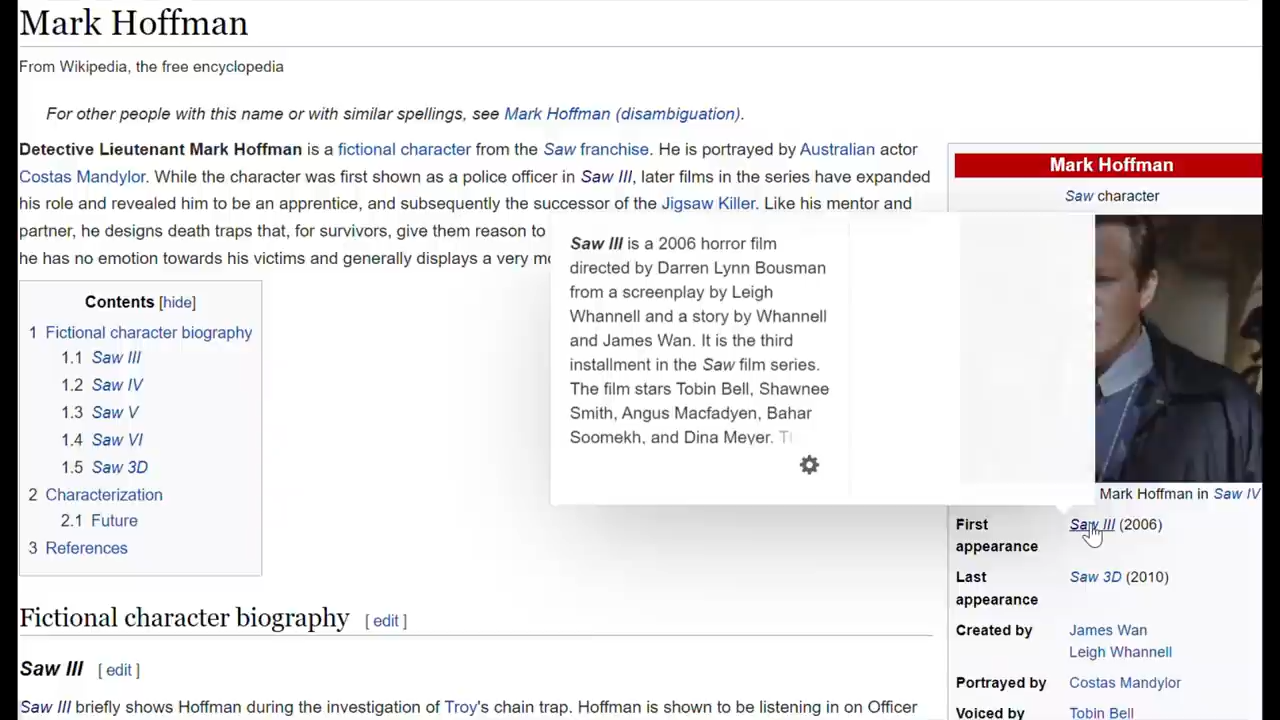 Mark Hoffman
From Wikipedia, the free encyclopedia
For other people with this name or with similar spellings, see Mark Hoffman (disambiguation).
Detective Lieutenant Mark Hoffman is a fictional character from the Saw franchise. He is portrayed by Australian actor
Costas Mandylor. While the character was first shown as a police officer in Saw III, later films in the series have expanded
his role and revealed him to be an apprentice, and subsequently the successor of the Jigsaw Killer. Like his mentor and
partner, he designs death traps that, for survivors, give them reason to
he has no emotion towards his victims and generally displays a very
Contents [hide]
1 Fictional character biography
1.1 Saw III
1.2 Saw IV
1.3 Saw V
1.4 Saw VI
1.5 Saw 3D
2 Characterization
2.1 Future
3 References
Saw III is a 2006 horror film
directed by Darren Lynn Bousman
from a screenplay by Leigh
Whannell and a story by Whannell
and James Wan. It is the third
installment in the Saw film series.
The film stars Tobin Bell, Shawnee
Smith, Angus Macfadyen, Bahar
Soomekh, and Dina Meyer.
Mark Hoffman
Saw character
Mark Hoffman in Saw IV
First
appearance
Saw III (2006)
Last
appearance
Saw 3D (2010)
Created by
James Wan
Leigh Whannell
Portrayed by
Costas Mandylor
Voiced by
Tobin Bell
Fictional character biography [ edit ]
Saw III [ edit ]
Saw III briefly shows Hoffman during the investigation of Troy's chain trap. Hoffman is shown to be listening in on Officer